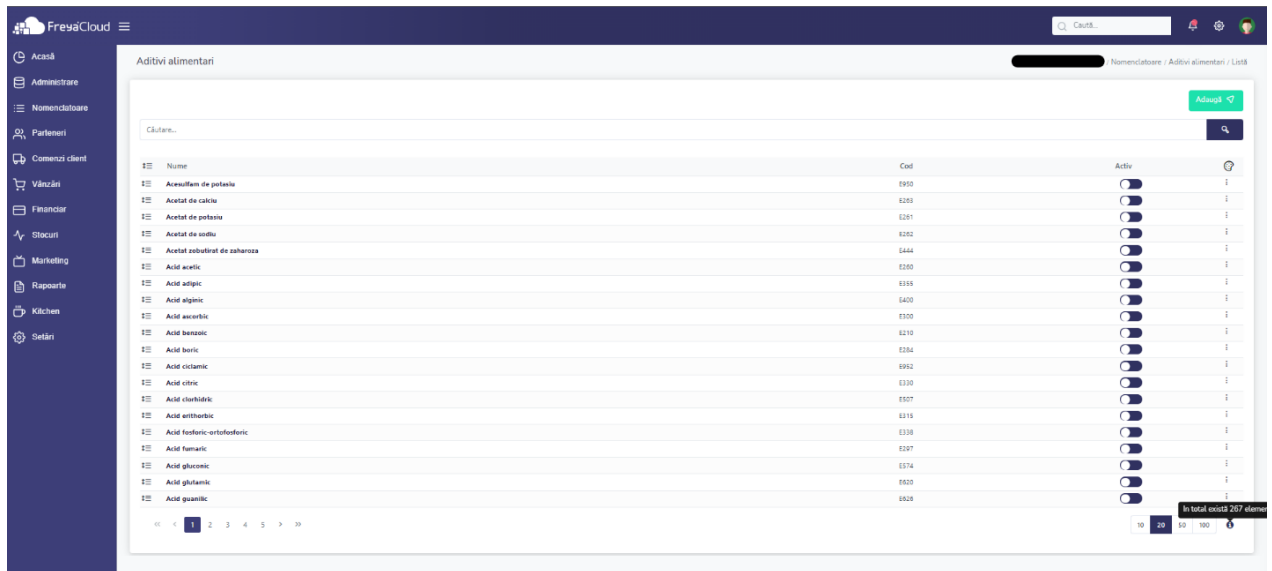 FreyaCloud
Caută...
Acasă
Administrare
Nomenclatoare
Parteneri
Comenzi client
Vânzări
Financiar
Stocuri
Marketing
Rapoarte
Kitchen
Setări
Aditivi alimentari
/ Nomenclatoare / Aditivi alimentari / Listă
Adaugă
Căutare...
Nume Cod Activ
Acesulfam de potasiu E950
Acetat de calciu E263
Acetat de potasiu E261
Acetat de sodiu E262
Acetat zobutirat de zaharoza E444
Acid acetic E260
Acid adipic E355
Acid alginic E400
Acid ascorbic E300
Acid benzoic E210
Acid boric E284
Acid ciclamic E952
Acid citric E330
Acid clorhidric E507
Acid erithorbic E315
Acid fosforic-ortofosforic E338
Acid fumaric E297
Acid gluconic E574
Acid glutamic E620
Acid guanilic E626
In total există 267 elemen
1 2 3 4 5
10 20 50 100